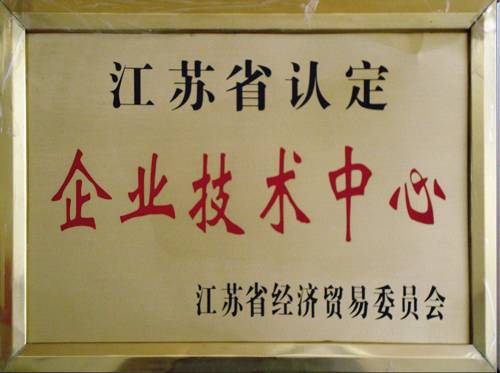 江苏省认定
企业技术中心
江苏省经济贸易委员会